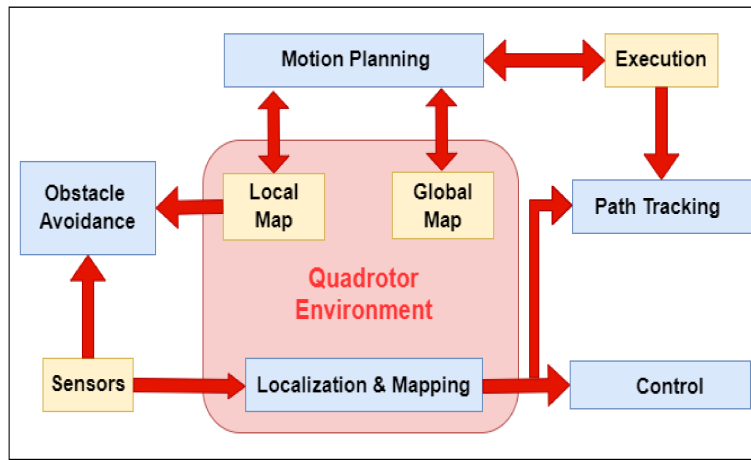 Motion Planning
Execution
Obstacle
Avoidance
Local
Map
Global
Map
Path Tracking
Quadrotor
Environment
Sensors
Localization & Mapping
Control